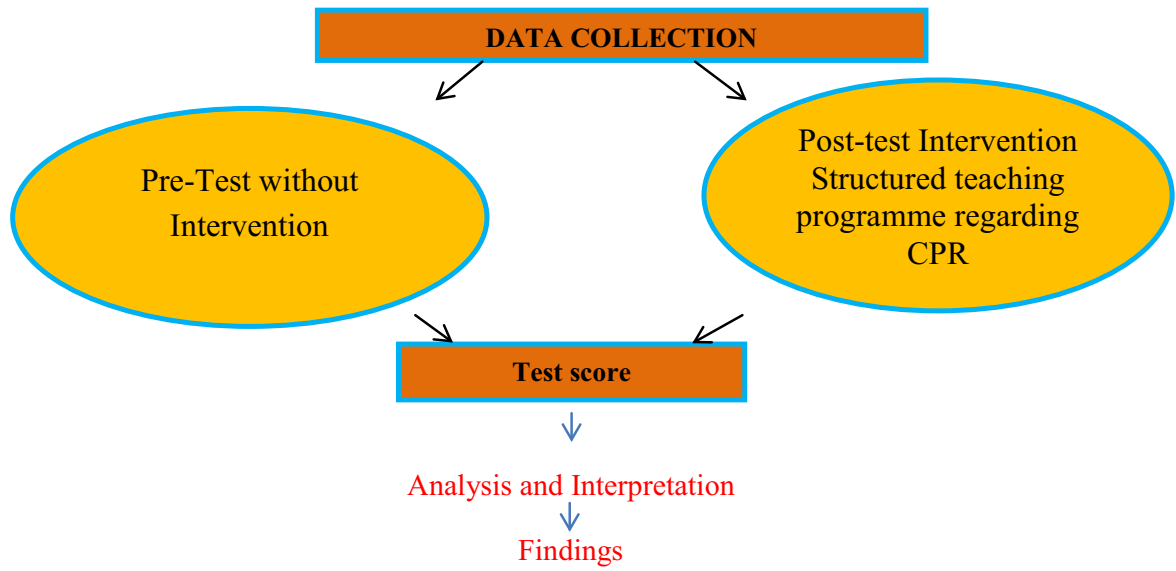 DATA COLLECTION
Pre-Test without
Intervention
Post-test Intervention
Structured teaching
programme regarding
CPR
Test score
Analysis and Interpretation
Findings